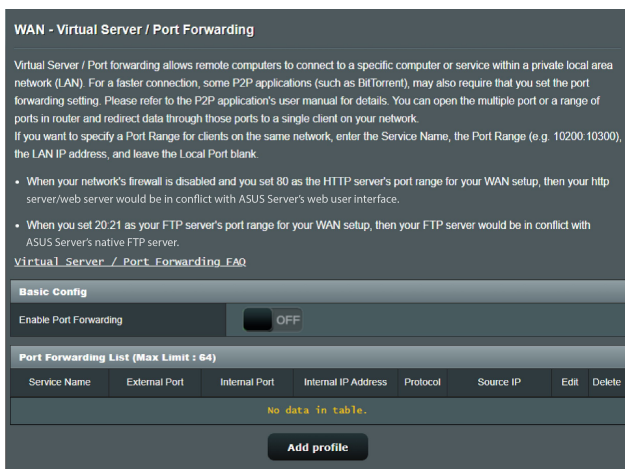 WAN - Virtual Server / Port Forwarding
Virtual Server / Port forwarding allows remote computers to connect to a specific computer or service within a private local area
network (LAN). For a faster connection, some P2P applications (such as BitTorrent), may also require that you set the port
forwarding setting. Please refer to the P2P application's user manual for details. You can open the multiple port or a range of
ports in router and redirect data through those ports to a single client on your network.
If you want to specify a Port Range for clients on the same network, enter the Service Name, the Port Range (e.g. 10200:10300),
the LAN IP address, and leave the Local Port blank.
• When your network's firewall is disabled and you set 80 as the HTTP server's port range for your WAN setup, then your http
server/web server would be in conflict with ASUS Server's web user interface.
• When you set 20:21 as your FTP server's port range for your WAN setup, then your FTP server would be in conflict with
ASUS Server's native FTP server.
Virtual Server / Port Forwarding FAQ
Basic Config
Enable Port Forwarding OFF
Port Forwarding List (Max Limit : 64)
Service Name External Port Internal Port Internal IP Address Protocol Source IP Edit Delete
No data in table.
Add profile